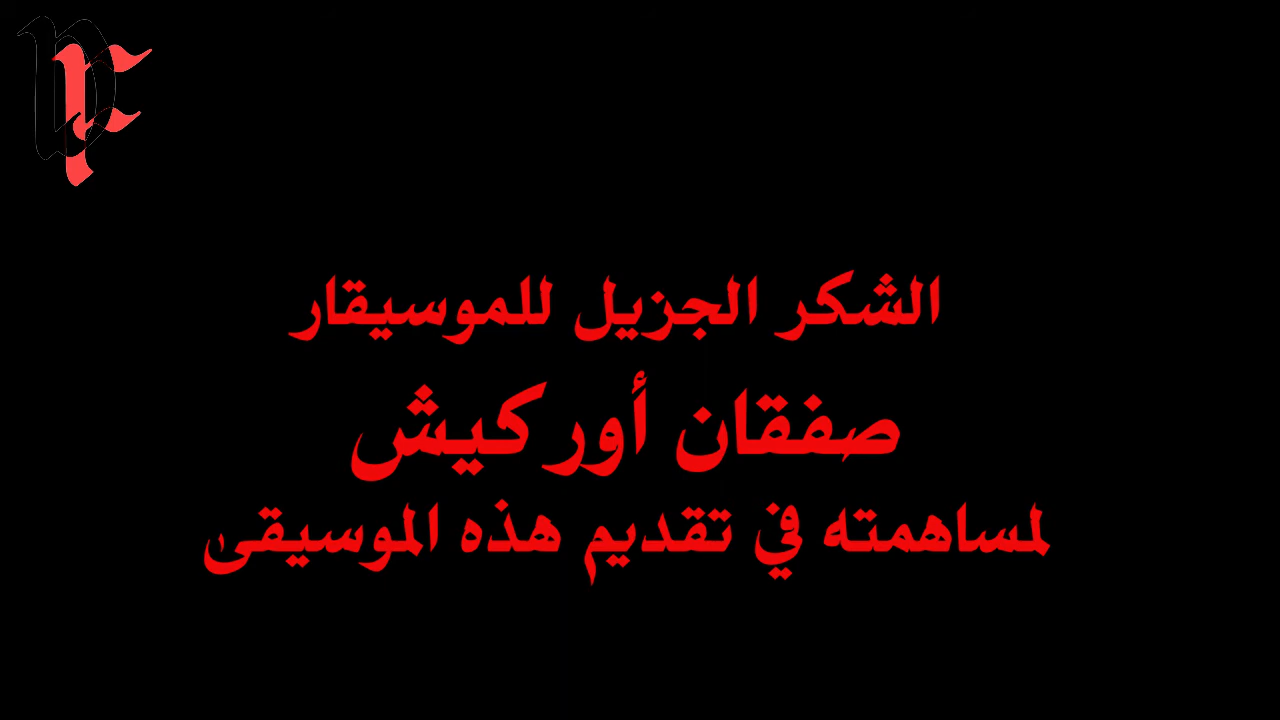 الشكر الجزيل للموسيقار
صفقان أوركيش
لمساهمته في تقديم هذه الموسيقى